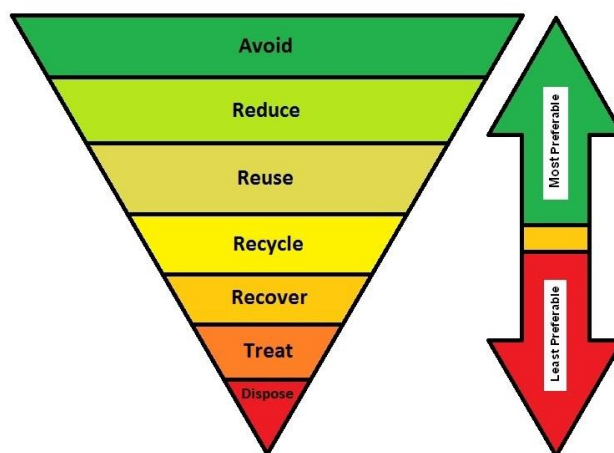 Avoid
Reduce
Reuse
Recycle
Recover
Treat
Dispose
Most Preferable
Least Preferable